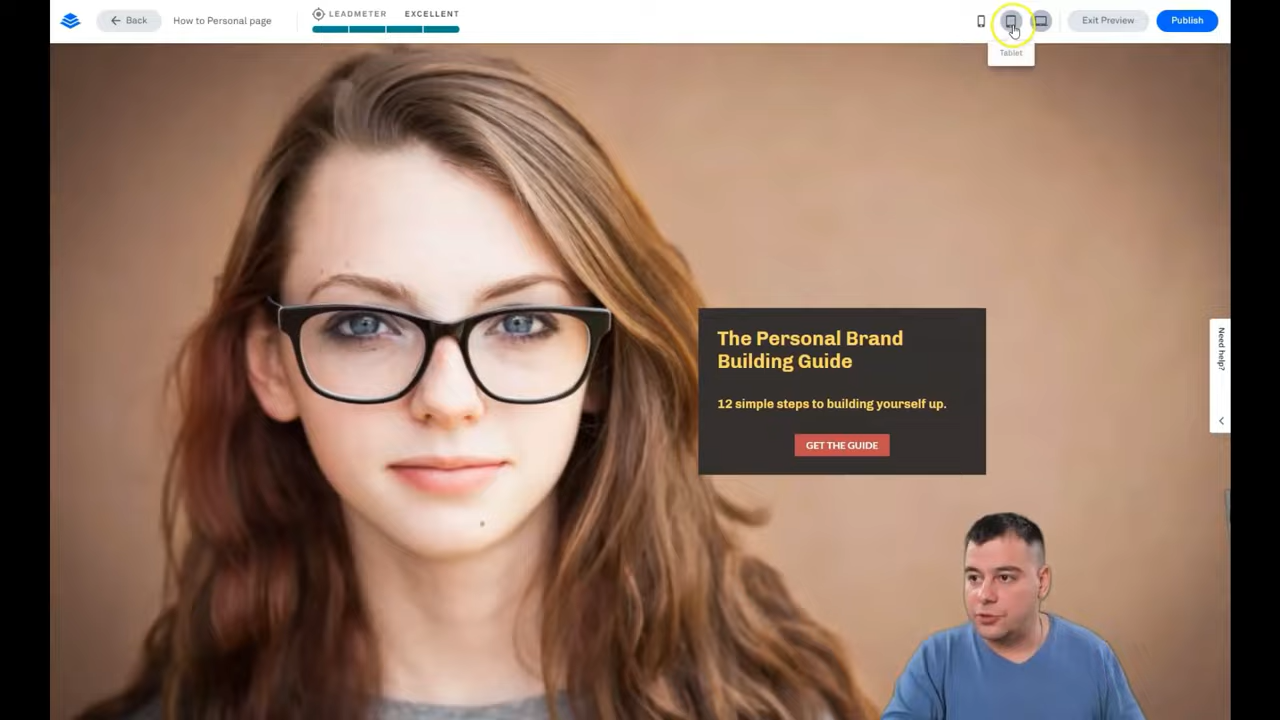 Back
How to Personal page
LEADMETER EXCELLENT
Exit Preview
Publish
Tablet
The Personal Brand
Building Guide
12 simple steps to building yourself up.
GET THE GUIDE
Need help?